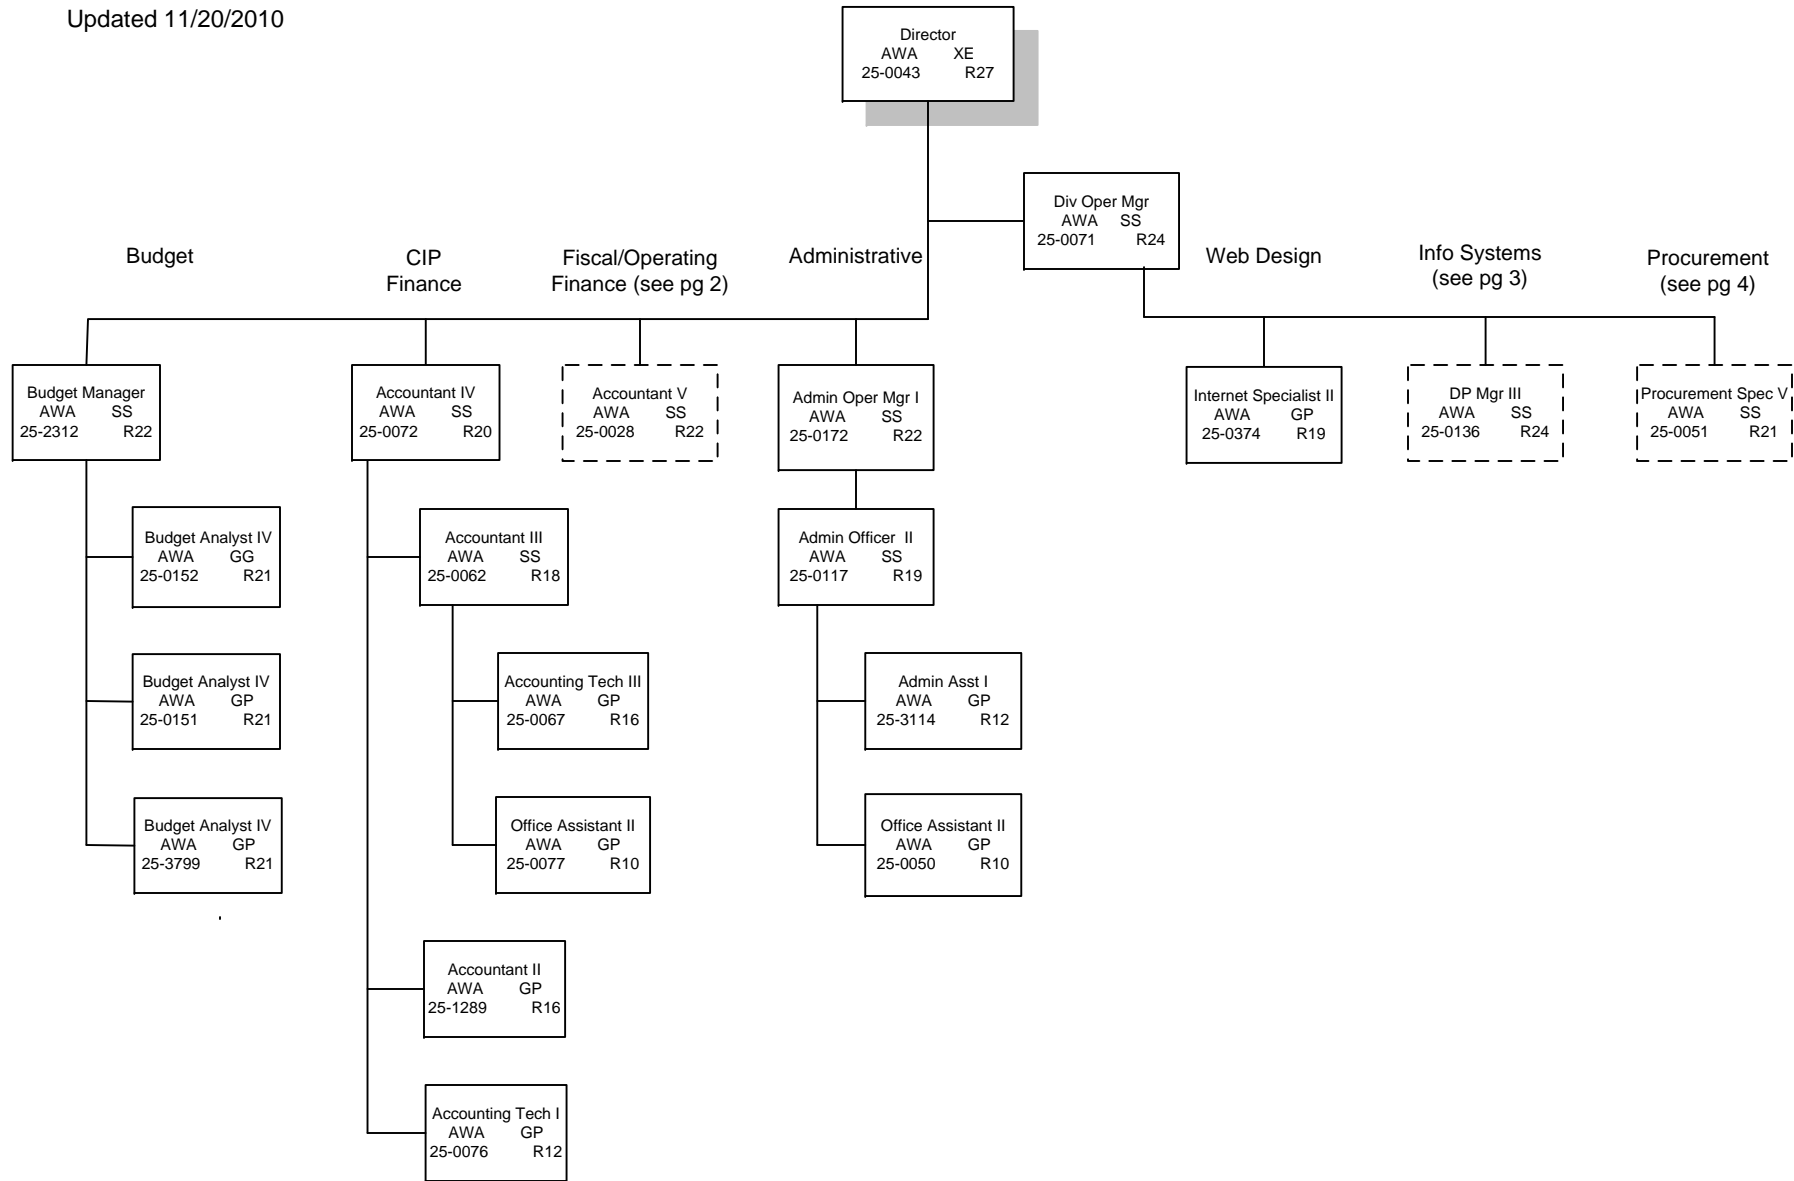 Updated 11/20/2010
Director
AWA XE
25-0043 R27
Div Oper Mgr
AWA SS
25-0071 R24
Budget
CIP
Finance
Fiscal/Operating
Finance (see pg 2)
Administrative
Web Design
Info Systems
(see pg 3)
Procurement
(see pg 4)
Budget Manager
AWA SS
25-2312 R22
Accountant IV
AWA SS
25-0072 R20
Accountant V
AWA SS
25-0028 R22
Admin Oper Mgr I
AWA SS
25-0172 R22
Internet Specialist II
AWA GP
25-0374 R19
DP Mgr III
AWA SS
25-0136 R24
Procurement Spec V
AWA SS
25-0051 R21
Budget Analyst IV
AWA GG
25-0152 R21
Accountant III
AWA SS
25-0062 R18
Admin Officer II
AWA SS
25-0117 R19
Budget Analyst IV
AWA GP
25-0151 R21
Accounting Tech III
AWA GP
25-0067 R16
Admin Asst I
AWA GP
25-3114 R12
Budget Analyst IV
AWA GP
25-3799 R21
Office Assistant II
AWA GP
25-0077 R10
Office Assistant II
AWA GP
25-0050 R10
Accountant II
AWA GP
25-1289 R16
Accounting Tech I
AWA GP
25-0076 R12